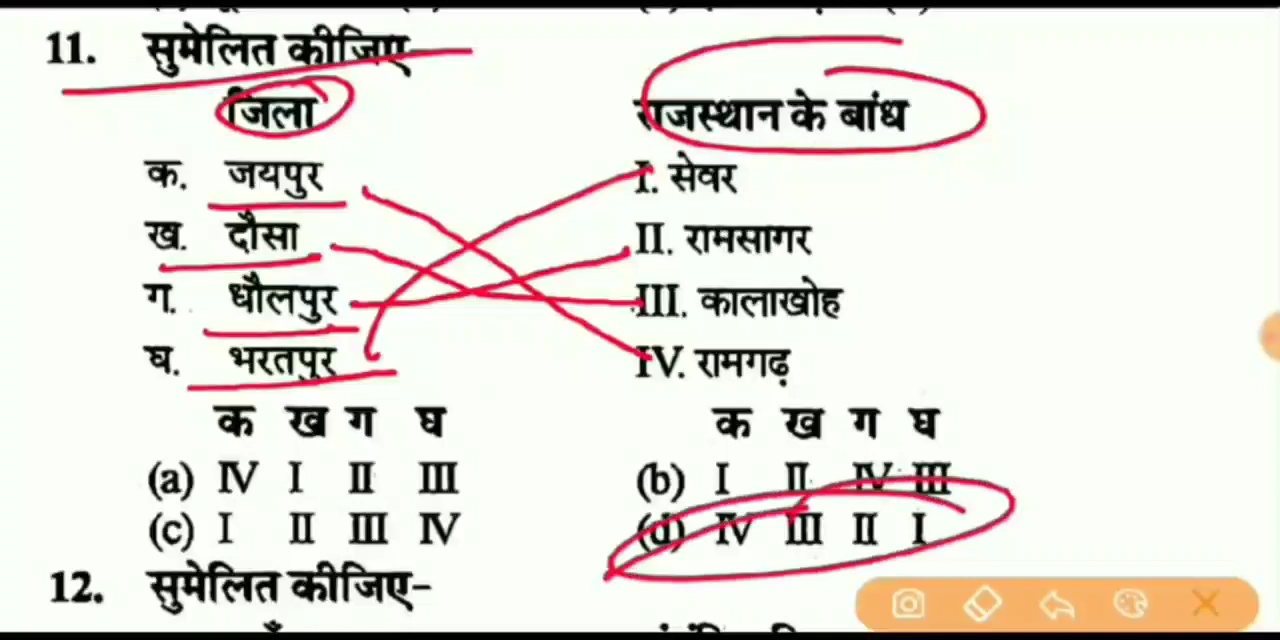 11. सुमेलित कीजिए-
जिला राजस्थान के बांध
क. जयपुर I. सेवर
ख. दौसा II. रामसागर
ग. धौलपुर III. कालाखोह
घ. भरतपुर IV. रामगढ़
क ख ग घ क ख ग घ
(a) IV I II III (b) I II IV III
(c) I II III IV (d) IV III II I
12. सुमेलित कीजिए-